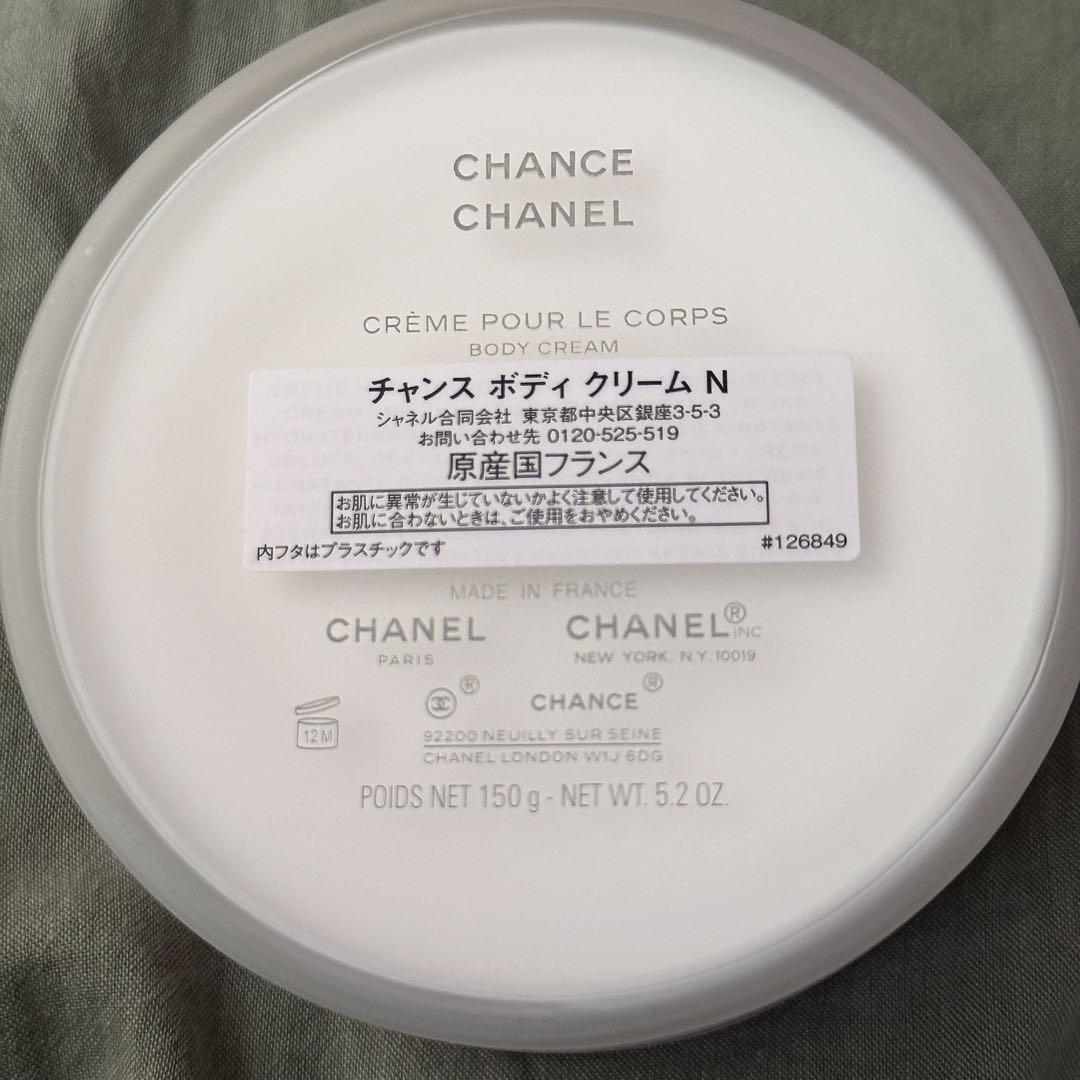 CHANCE
CHANEL
CRÈME POUR LE CORPS
BODY CREAM
チャンス ボディ クリーム N
シャネル合同会社 東京都中央区銀座3-5-3
お問い合わせ先 0120-525-519
原産国フランス
お肌に異常が生じていないかよく注意して使用してください。
お肌に合わないときは、ご使用をおやめください。
内フタはプラスチックです #126849
MADE IN FRANCE
CHANEL CHANEL® INC
PARIS NEW YORK, N.Y. 10019
® CHANCE®
12 M
92200 NEUILLY SUR SEINE
CHANEL LONDON W1J 6DG
POIDS NET 150 g - NET WT. 5.2 OZ.